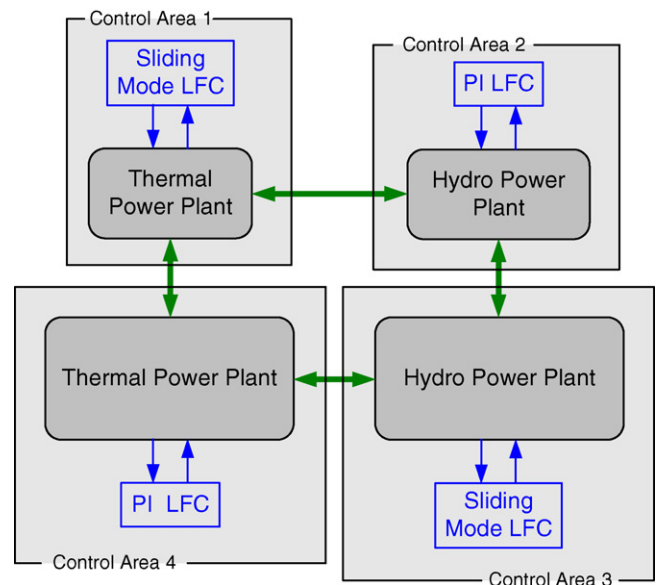 Control Area 1
Sliding
Mode LFC
Thermal
Power Plant
Control Area 2
PI LFC
Hydro Power
Plant
Thermal Power Plant
PI LFC
Control Area 4
Hydro Power Plant
Sliding
Mode LFC
Control Area 3